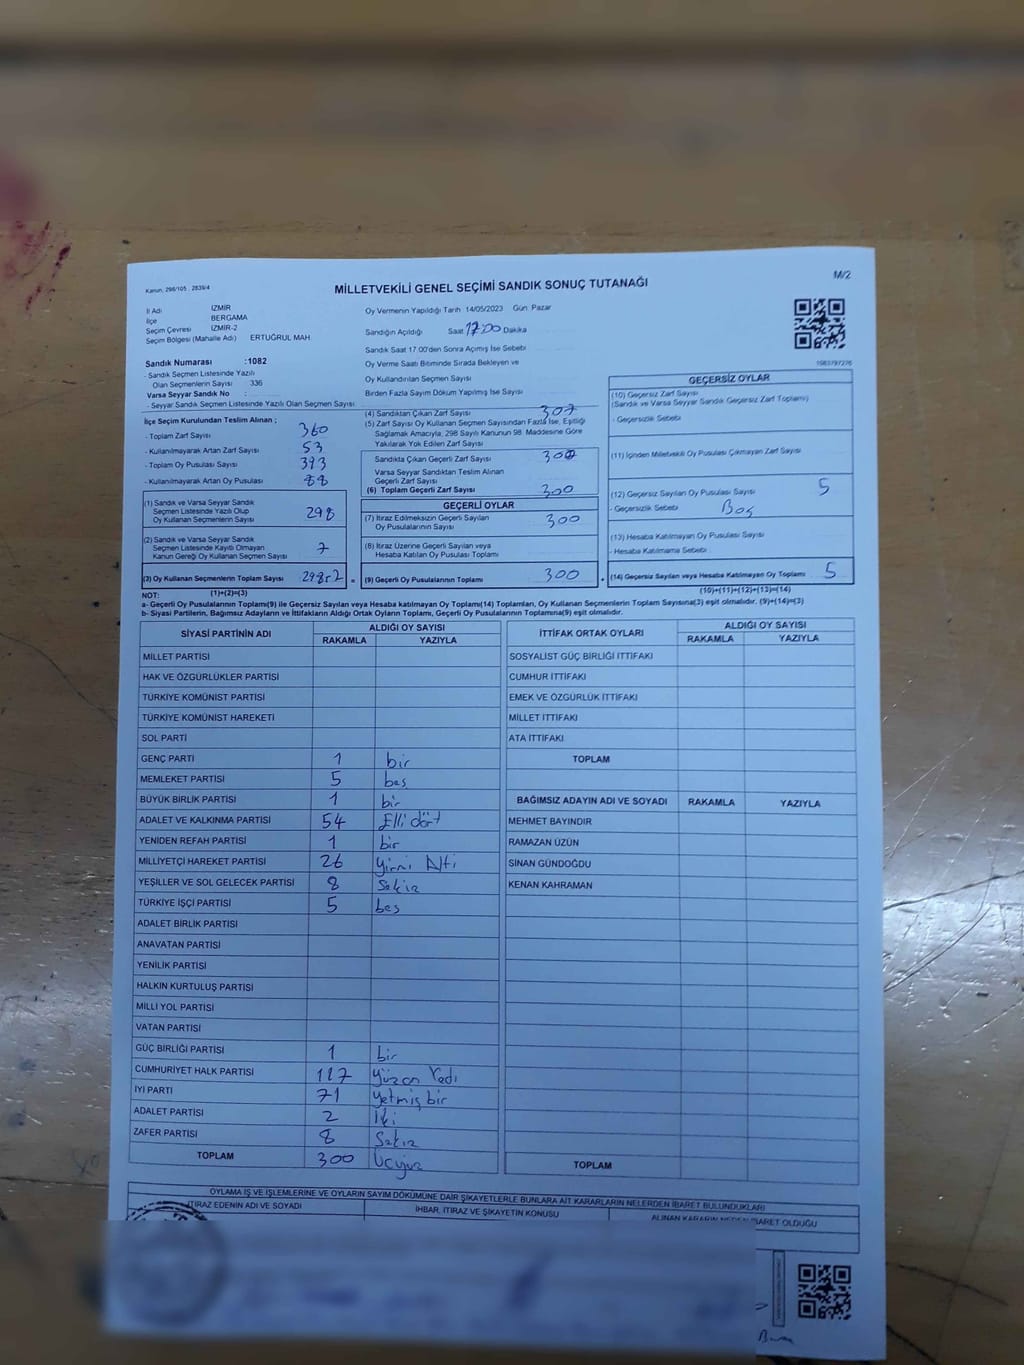 Kanun, 298/105 , 2839/4
MİLLETVEKİLİ GENEL SEÇİMİ SANDIK SONUÇ TUTANAĞI
M/2
İl Adı İZMİR
İlçe BERGAMA
Seçim Çevresi İZMİR-2
Seçim Bölgesi (Mahalle Adı) ERTUĞRUL MAH.
Oy Vermenin Yapıldığı Tarih 14/05/2023 Gün Pazar
Sandığın Açıldığı Saat 17:00 Dakika
Sandık Saat 17.00'den Sonra Açımış İse Sebebi
Oy Verme Saati Bitiminde Sırada Bekleyen ve
Oy Kullandırılan Seçmen Sayısı
Birden Fazla Sayım Döküm Yapılmış İse Sayısı
1983797276
Sandık Numarası :1082
- Sandık Seçmen Listesinde Yazılı
Olan Seçmenlerin Sayısı : 336
Varsa Seyyar Sandık No :
- Seyyar Sandık Seçmen Listesinde Yazılı Olan Seçmen Sayısı:
İlçe Seçim Kurulundan Teslim Alınan ;
- Toplam Zarf Sayısı 360
- Kullanılmayarak Artan Zarf Sayısı 53
- Toplam Oy Pusulası Sayısı 393
- Kullanılmayarak Artan Oy Pusulası 88
(1) Sandık ve Varsa Seyyar Sandık
Seçmen Listesinde Yazılı Olup
Oy Kullanan Seçmenlerin Sayısı 298
(2) Sandık ve Varsa Seyyar Sandık
Seçmen Listesinde Kayıtlı Olmayan
Kanun Gereği Oy Kullanan Seçmen Sayısı 7
(3) Oy Kullanan Seçmenlerin Toplam Sayısı
(1)+(2)=(3)
(4) Sandıktan Çıkan Zarf Sayısı 307
(5) Zarf Sayısı Oy Kullanan Seçmen Sayısından Fazla İse, Eşitliği
Sağlamak Amacıyla, 298 Sayılı Kanunun 98. Maddesine Göre
Yakılarak Yok Edilen Zarf Sayısı
Sandıkta Çıkan Geçerli Zarf Sayısı
Varsa Seyyar Sandıktan Teslim Alınan
Geçerli Zarf Sayısı
(6) Toplam Geçerli Zarf Sayısı 300
GEÇERLİ OYLAR
(7) İtiraz Edilmeksizin Geçerli Sayılan
Oy Pusulalarının Sayısı 300
(8) İtiraz Üzerine Geçerli Sayılan veya
Hesaba Katılan Oy Pusulası Toplamı
= (9) Geçerli Oy Pusulalarının Toplamı 300 +
GEÇERSİZ OYLAR
(10) Geçersiz Zarf Sayısı
(Sandık ve Varsa Seyyar Sandık Geçersiz Zarf Toplamı)
- Geçersizlik Sebebi
(11) İçinden Milletvekili Oy Pusulası Çıkmayan Zarf Sayısı
(12) Geçersiz Sayılan Oy Pusulası Sayısı 5
- Geçersizlik Sebebi Boş
(13) Hesaba Katılmayan Oy Pusulası Sayısı
- Hesaba Katılmama Sebebi
(14) Geçersiz Sayılan veya Hesaba Katılmayan Oy Toplamı 5
(10)+(11)+(12)+(13)=(14)
NOT:
a- Geçerli Oy Pusulalarının Toplamı(9) ile Geçersiz Sayılan veya Hesaba katılmayan Oy Toplamı(14) Toplamları, Oy Kullanan Seçmenlerin Toplam Sayısına(3) eşit olmalıdır. (9)+(14)=(3)
b- Siyasi Partilerin, Bağımsız Adayların ve İttifakların Aldığı Ortak Oyların Toplamı, Geçerli Oy Pusulalarının Toplamına(9) eşit olmalıdır.
SİYASİ PARTİNİN ADI ALDIĞI OY SAYISI
RAKAMLA YAZIYLA
MİLLET PARTİSİ
HAK VE ÖZGÜRLÜKLER PARTİSİ
TÜRKİYE KOMÜNİST PARTİSİ
TÜRKİYE KOMÜNİST HAREKETİ
SOL PARTİ
GENÇ PARTİ 1 bir
MEMLEKET PARTİSİ 5 beş
BÜYÜK BİRLİK PARTİSİ 1 bir
ADALET VE KALKINMA PARTİSİ 54 Elli dört
YENİDEN REFAH PARTİSİ 1 bir
MİLLİYETÇİ HAREKET PARTİSİ 26 yirmi Altı
YEŞİLLER VE SOL GELECEK PARTİSİ 8 Sekiz
TÜRKİYE İŞÇİ PARTİSİ 5 beş
ADALET BİRLİK PARTİSİ
ANAVATAN PARTİSİ
YENİLİK PARTİSİ
HALKIN KURTULUŞ PARTİSİ
MİLLİ YOL PARTİSİ
VATAN PARTİSİ
GÜÇ BİRLİĞİ PARTİSİ 1 bir
CUMHURİYET HALK PARTİSİ 117 Yüzon Yedi
İYİ PARTİ 71 yetmiş bir
ADALET PARTİSİ 2 İki
ZAFER PARTİSİ 8 Sekiz
TOPLAM 300 Üçyüz
İTTİFAK ORTAK OYLARI ALDIĞI OY SAYISI
RAKAMLA YAZIYLA
SOSYALİST GÜÇ BİRLİĞİ İTTİFAKI
CUMHUR İTTİFAKI
EMEK VE ÖZGÜRLÜK İTTİFAKI
MİLLET İTTİFAKI
ATA İTTİFAKI
TOPLAM
BAĞIMSIZ ADAYIN ADI VE SOYADI RAKAMLA YAZIYLA
MEHMET BAYINDIR
RAMAZAN ÜZÜN
SİNAN GÜNDOĞDU
KENAN KAHRAMAN
TOPLAM
OYLAMA İŞ VE İŞLEMLERİNE VE OYLARIN SAYIM DÖKÜMÜNE DAİR ŞİKAYETLERLE BUNLARA AİT KARARLARIN NELERDEN İBARET BULUNDUKLARI
İTİRAZ EDENİN ADI VE SOYADI İHBAR, İTİRAZ VE ŞİKAYETİN KONUSU ALINAN KARARIN NEDEN İBARET OLDUĞU